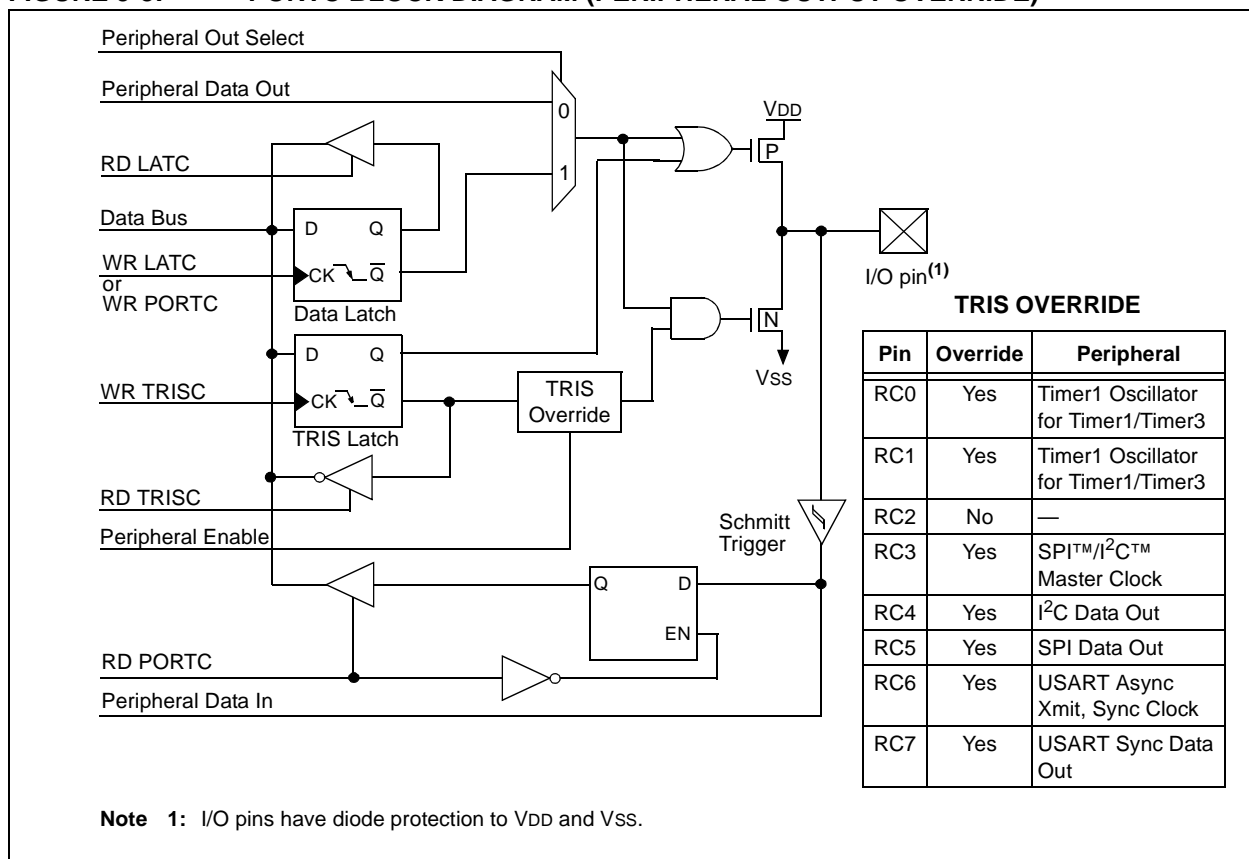 Peripheral Out Select
Peripheral Data Out
0
1
VDD
P
RD LATC
Data Bus
D Q
WR LATC
or
WR PORTC
CK Q̅
Data Latch
I/O pin(1)
D Q
WR TRISC
CK Q̅
TRIS Latch
TRIS
Override
N
VSS
RD TRISC
Peripheral Enable
Schmitt
Trigger
Q D
EN
RD PORTC
Peripheral Data In
TRIS OVERRIDE
Pin Override Peripheral
RC0 Yes Timer1 Oscillator
for Timer1/Timer3
RC1 Yes Timer1 Oscillator
for Timer1/Timer3
RC2 No —
RC3 Yes SPI™/I²C™
Master Clock
RC4 Yes I²C Data Out
RC5 Yes SPI Data Out
RC6 Yes USART Async
Xmit, Sync Clock
RC7 Yes USART Sync Data
Out
Note 1: I/O pins have diode protection to VDD and VSS.